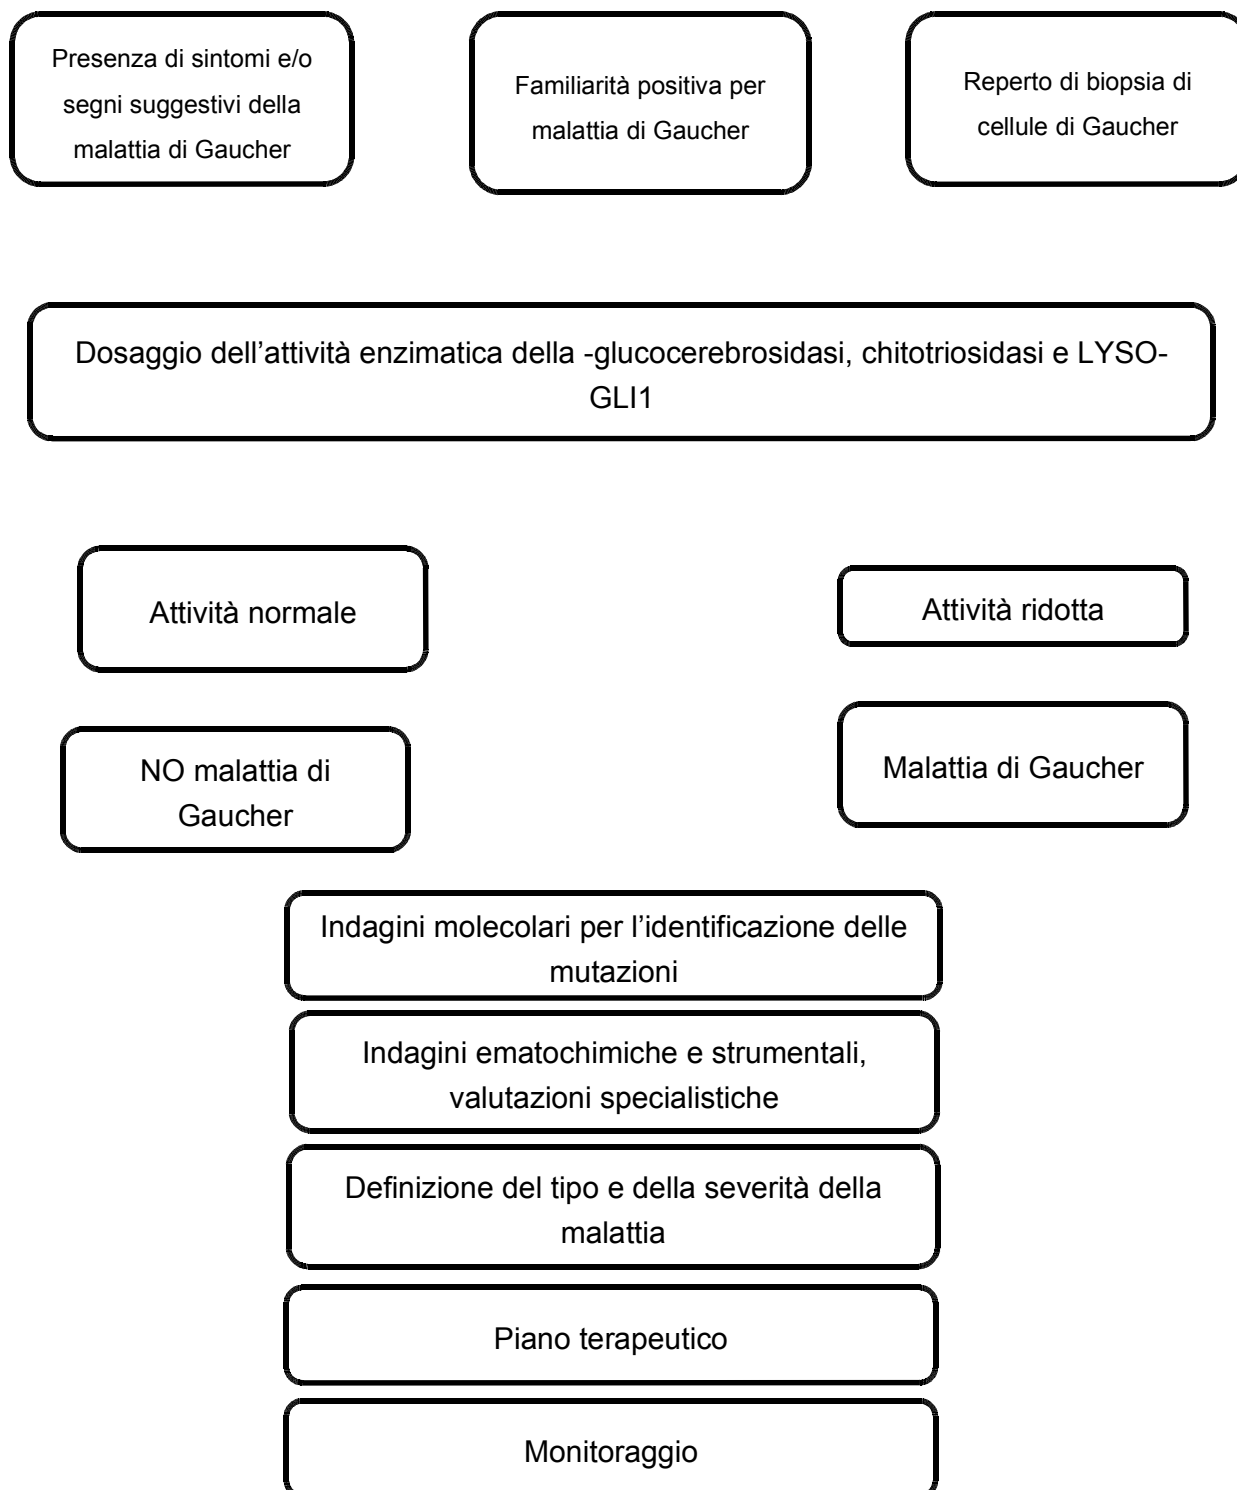 Presenza di sintomi e/o
segni suggestivi della
malattia di Gaucher
Familiarità positiva per
malattia di Gaucher
Reperto di biopsia di
cellule di Gaucher
Dosaggio dell’attività enzimatica della -glucocerebrosidasi, chitotriosidasi e LYSO-
GLI1
Attività normale
Attività ridotta
NO malattia di
Gaucher
Malattia di Gaucher
Indagini molecolari per l’identificazione delle
mutazioni
Indagini ematochimiche e strumentali,
valutazioni specialistiche
Definizione del tipo e della severità della
malattia
Piano terapeutico
Monitoraggio